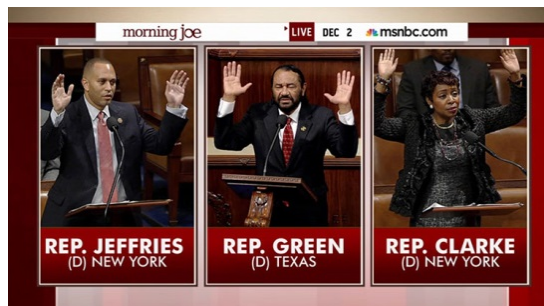 morning joe
LIVE DEC 2 msnbc.com
REP. JEFFRIES
(D) NEW YORK
REP. GREEN
(D) TEXAS
REP. CLARKE
(D) NEW YORK